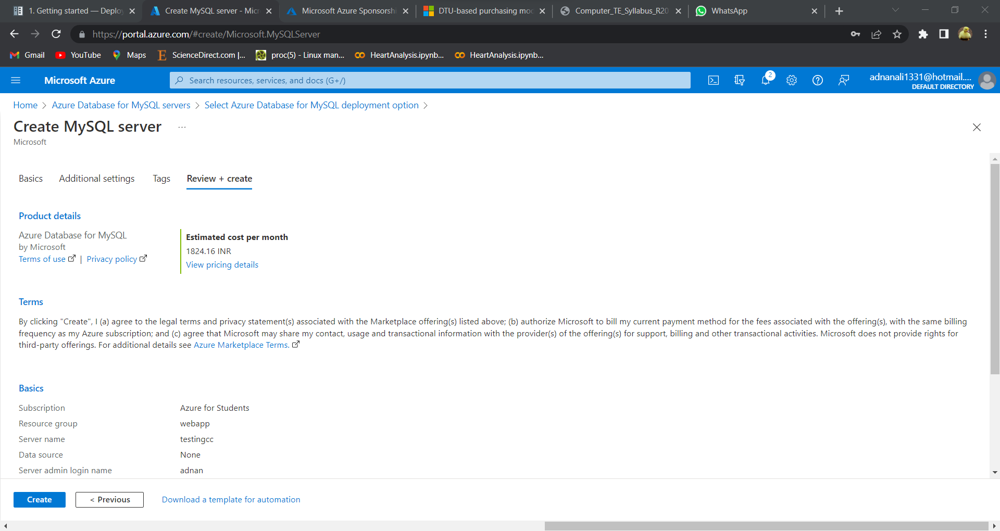 1. Getting started — Deploy
Create MySQL server - Micr
Microsoft Azure Sponsorshi
DTU-based purchasing mod
Computer_TE_Syllabus_R20
WhatsApp
https://portal.azure.com/#create/Microsoft.MySQLServer
Gmail
YouTube
Maps
ScienceDirect.com |...
proc(5) - Linux man...
HeartAnalysis.ipynb...
HeartAnalysis.ipynb...
Microsoft Azure
Search resources, services, and docs (G+/)
2
adnanali1331@hotmail....
DEFAULT DIRECTORY
Home > Azure Database for MySQL servers > Select Azure Database for MySQL deployment option >
Create MySQL server ...
Microsoft
Basics
Additional settings
Tags
Review + create
Product details
Azure Database for MySQL
by Microsoft
Terms of use | Privacy policy
Estimated cost per month
1824.16 INR
View pricing details
Terms
By clicking "Create", I (a) agree to the legal terms and privacy statement(s) associated with the Marketplace offering(s) listed above; (b) authorize Microsoft to bill my current payment method for the fees associated with the offering(s), with the same billing
frequency as my Azure subscription; and (c) agree that Microsoft may share my contact, usage and transactional information with the provider(s) of the offering(s) for support, billing and other transactional activities. Microsoft does not provide rights for
third-party offerings. For additional details see Azure Marketplace Terms.
Basics
Subscription Azure for Students
Resource group webapp
Server name testingcc
Data source None
Server admin login name adnan
Create
< Previous
Download a template for automation